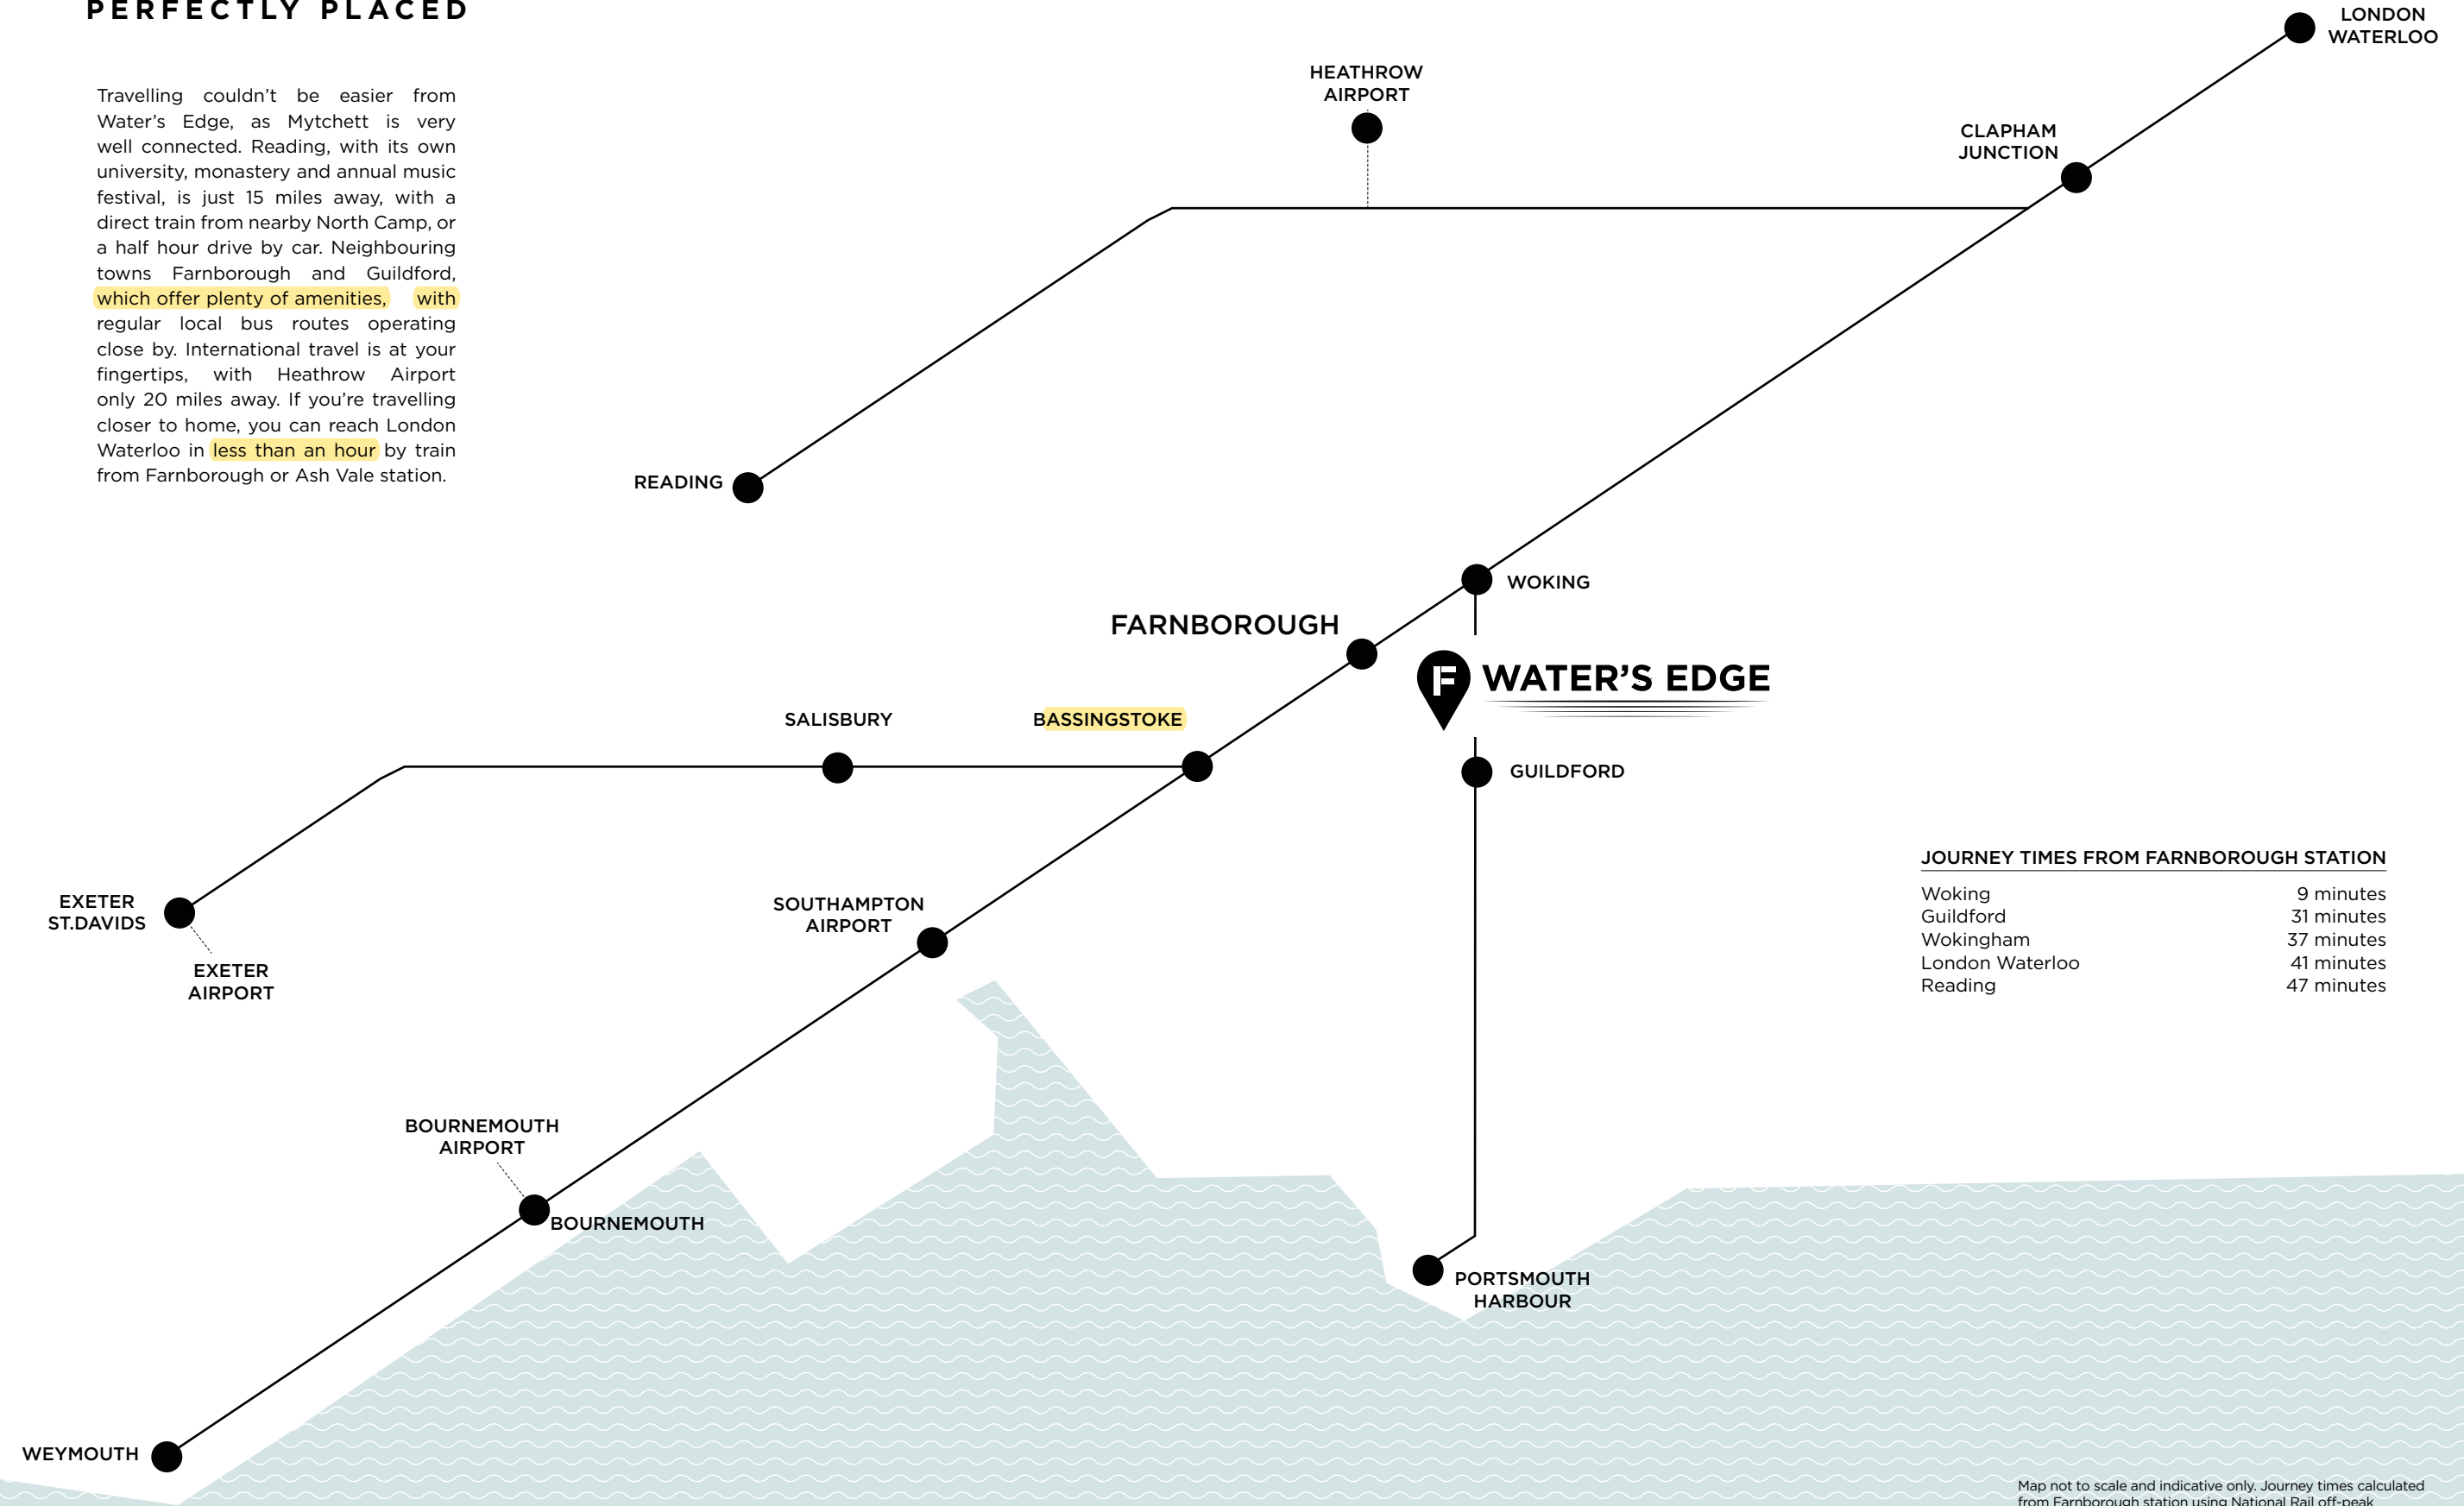 PERFECTLY PLACED
Travelling couldn’t be easier from
Water’s Edge, as Mytchett is very
well connected. Reading, with its own
university, monastery and annual music
festival, is just 15 miles away, with a
direct train from nearby North Camp, or
a half hour drive by car. Neighbouring
towns Farnborough and Guildford,
which offer plenty of amenities, with
regular local bus routes operating
close by. International travel is at your
fingertips, with Heathrow Airport
only 20 miles away. If you’re travelling
closer to home, you can reach London
Waterloo in less than an hour by train
from Farnborough or Ash Vale station.
LONDON
WATERLOO
HEATHROW
AIRPORT
CLAPHAM
JUNCTION
READING
WOKING
FARNBOROUGH
F WATER’S EDGE
SALISBURY
BASSINGSTOKE
GUILDFORD
EXETER
ST.DAVIDS
EXETER
AIRPORT
SOUTHAMPTON
AIRPORT
JOURNEY TIMES FROM FARNBOROUGH STATION
Woking 9 minutes
Guildford 31 minutes
Wokingham 37 minutes
London Waterloo 41 minutes
Reading 47 minutes
BOURNEMOUTH
AIRPORT
BOURNEMOUTH
PORTSMOUTH
HARBOUR
WEYMOUTH
Map not to scale and indicative only. Journey times calculated
from Farnborough station using National Rail off-peak